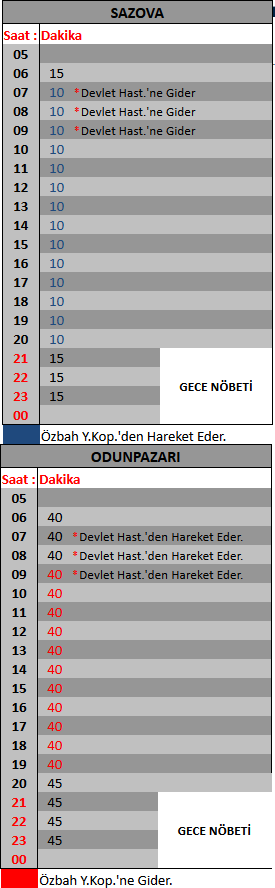 SAZOVA
Saat : Dakika
05
06 15
07 10 *Devlet Hast.'ne Gider
08 10 *Devlet Hast.'ne Gider
09 10 *Devlet Hast.'ne Gider
10 10
11 10
12 10
13 10
14 10
15 10
16 10
17 10
18 10
19 10
20 10
21 15
22 15 GECE NÖBETİ
23 15
00
Özbah Y.Kop.'den Hareket Eder.
ODUNPAZARI
Saat : Dakika
05
06 40
07 40 *Devlet Hast.'den Hareket Eder.
08 40 *Devlet Hast.'den Hareket Eder.
09 40 *Devlet Hast.'den Hareket Eder.
10 40
11 40
12 40
13 40
14 40
15 40
16 40
17 40
18 40
19 40
20 45
21 45
22 45 GECE NÖBETİ
23 45
00
Özbah Y.Kop.'ne Gider.